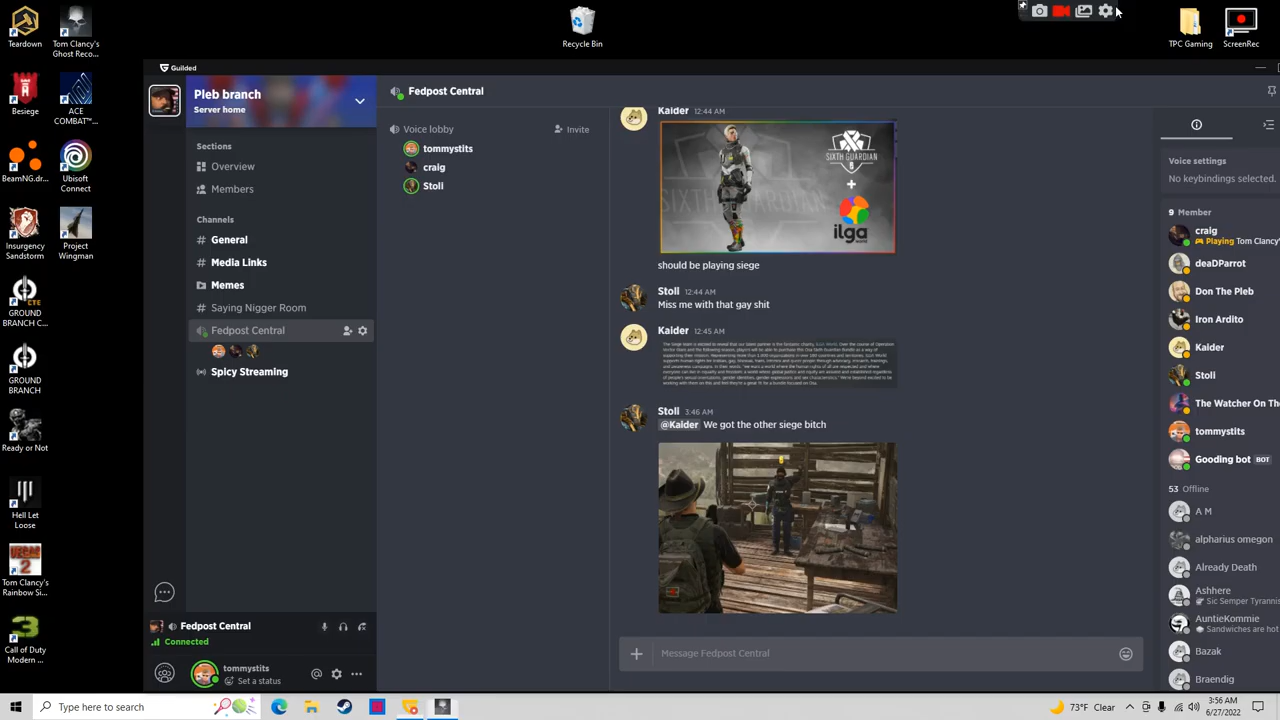 Teardown
Tom Clancy's
Ghost Reco...
Recycle Bin
TPC Gaming
ScreenRec
Besiege
ACE
COMBAT™...
BeamNG.dr...
Ubisoft
Connect
Insurgency
Sandstorm
Project
Wingman
GROUND
BRANCH C...
GROUND
BRANCH
Ready or Not
Hell Let
Loose
Tom Clancy's
Rainbow Si...
Call of Duty
Modern ...
Guilded
Pleb branch
Server home
Sections
Overview
Members
Channels
# General
# Media Links
Memes
# Saying Nigger Room
Fedpost Central
Spicy Streaming
Fedpost Central
Connected
tommystits
Set a status
Fedpost Central
Voice lobby
Invite
tommystits
craig
Stoll
Kaider 12:44 AM
SIXTH GUARDIAN
6
+
ilga
should be playing siege
Stoll 12:44 AM
Miss me with that gay shit
Kaider 12:45 AM
Stoll 3:46 AM
@Kaider We got the other siege bitch
Message Fedpost Central
Voice settings
No keybindings selected.
9 Member
craig
Playing Tom Clancy
deaDParrot
Don The Pleb
Iron Ardito
Kaider
Stoll
The Watcher On Th
tommystits
Gooding bot BOT
53 Offline
A M
alpharius omegon
Already Death
Ashhere
Sic Semper Tyrannis
AuntieKommie
Sandwiches are hot
Bazak
Braendig
Type here to search
73°F Clear
3:56 AM
6/27/2022